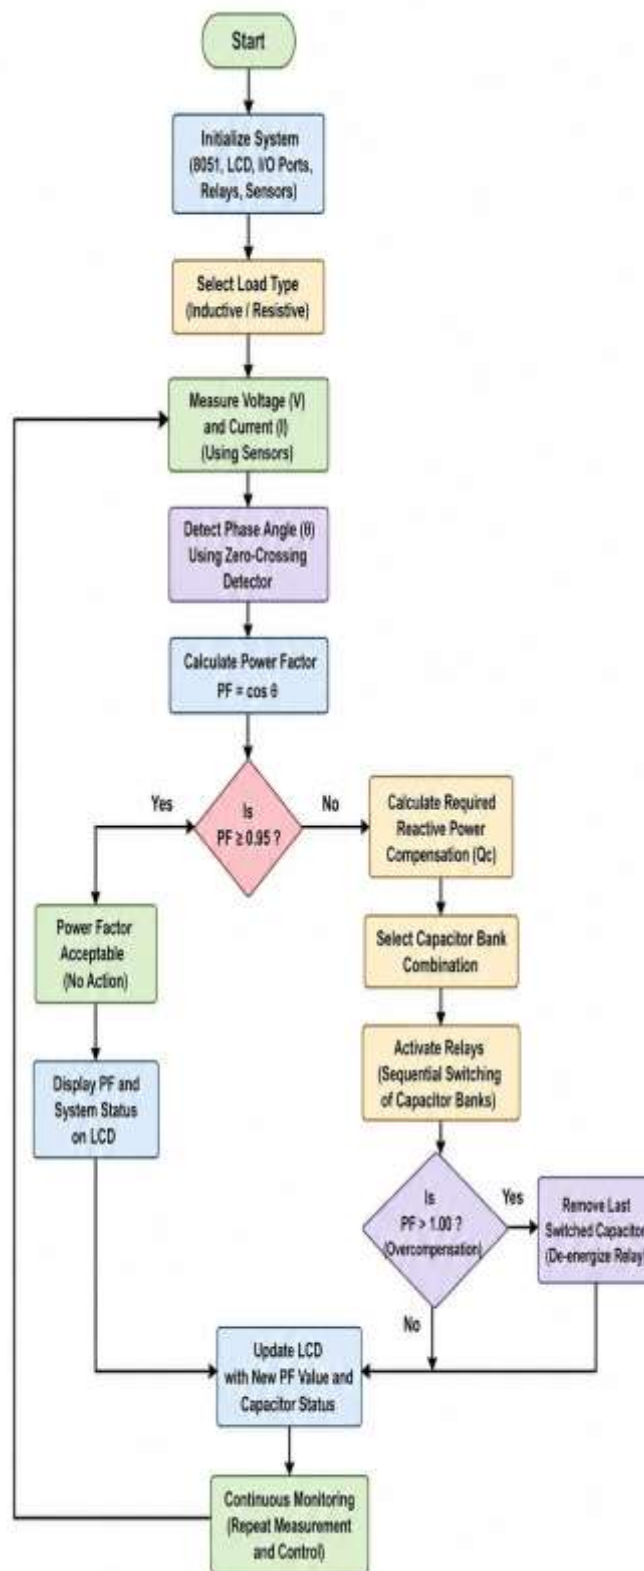 Start
Initialize System
(8051, LCD, I/O Ports,
Relays, Sensors)
Select Load Type
(Inductive / Resistive)
Measure Voltage (V)
and Current (I)
(Using Sensors)
Detect Phase Angle (θ)
Using Zero-Crossing
Detector
Calculate Power Factor
PF = cos θ
Is
PF ≥ 0.95 ?
Yes
No
Power Factor
Acceptable
(No Action)
Display PF and
System Status
on LCD
Calculate Required
Reactive Power
Compensation (Qc)
Select Capacitor Bank
Combination
Activate Relays
(Sequential Switching
of Capacitor Banks)
Is
PF > 1.00 ?
(Overcompensation)
Yes
No
Remove Last
Switched Capacitor
(De-energize Relay)
Update LCD
with New PF Value and
Capacitor Status
Continuous Monitoring
(Repeat Measurement
and Control)